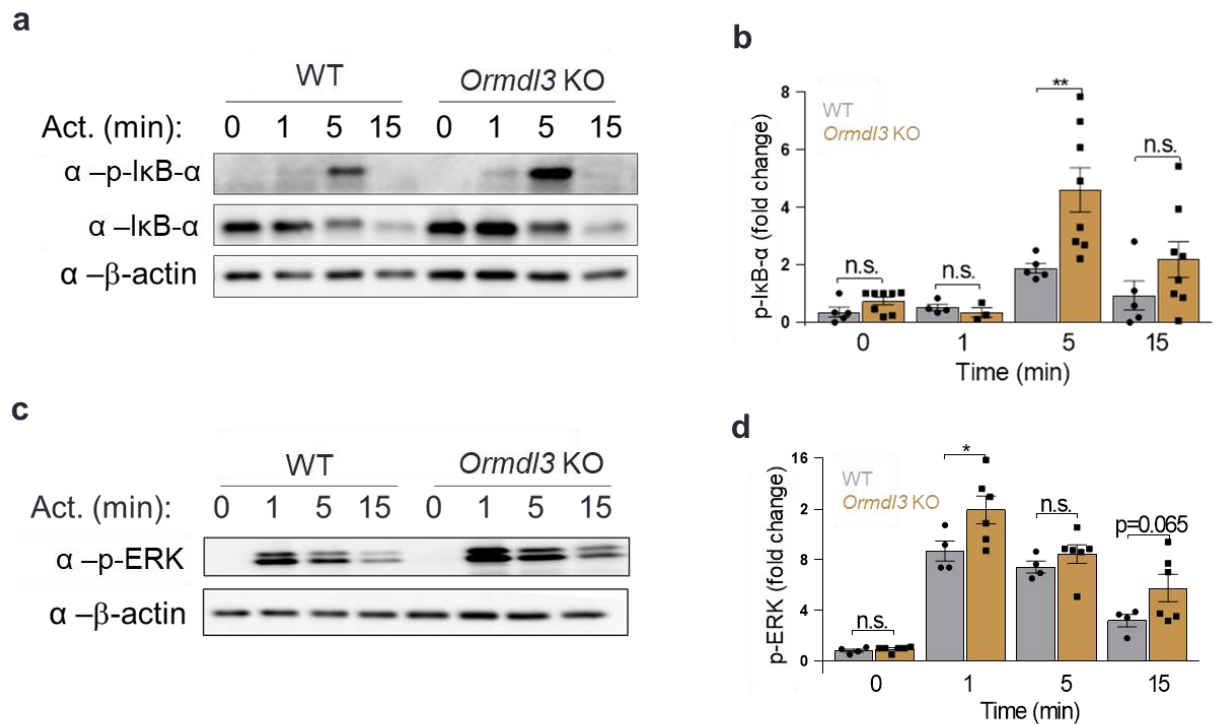 a
WT Ormdl3 KO
Act. (min): 0 1 5 15 0 1 5 15
α –p-IκB-α
α –IκB-α
α –β-actin
b
p-IκB-α (fold change)
8
6
4
2
0
WT
Ormdl3 KO
n.s. n.s. ** n.s.
0 1 5 15
Time (min)
c
WT Ormdl3 KO
Act. (min): 0 1 5 15 0 1 5 15
α –p-ERK
α –β-actin
d
p-ERK (fold change)
16
2
8
4
0
WT
Ormdl3 KO
n.s. * n.s. p=0.065
0 1 5 15
Time (min)